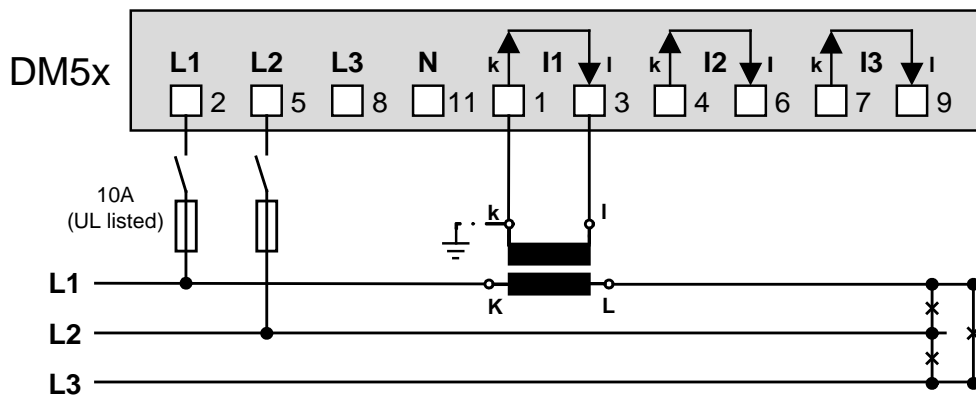 DM5x
L1 L2 L3 N k I1 l k I2 l k I3 l
2 5 8 11 1 3 4 6 7 9
10A
(UL listed)
k l
L1
K L
L2
L3